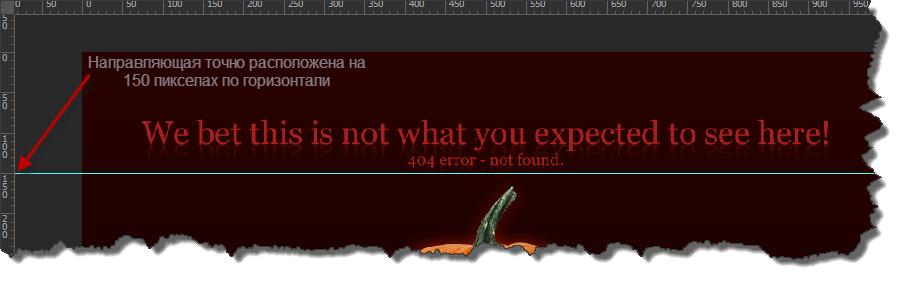 0 50 0 50 100 150 200 250 300 350 400 450 500 550 600 650 700 750 800 850 900 950
50
0
50
100
150
200
Направляющая точно расположена на
150 пикселах по горизонтали
We bet this is not what you expected to see here!
404 error - not found.